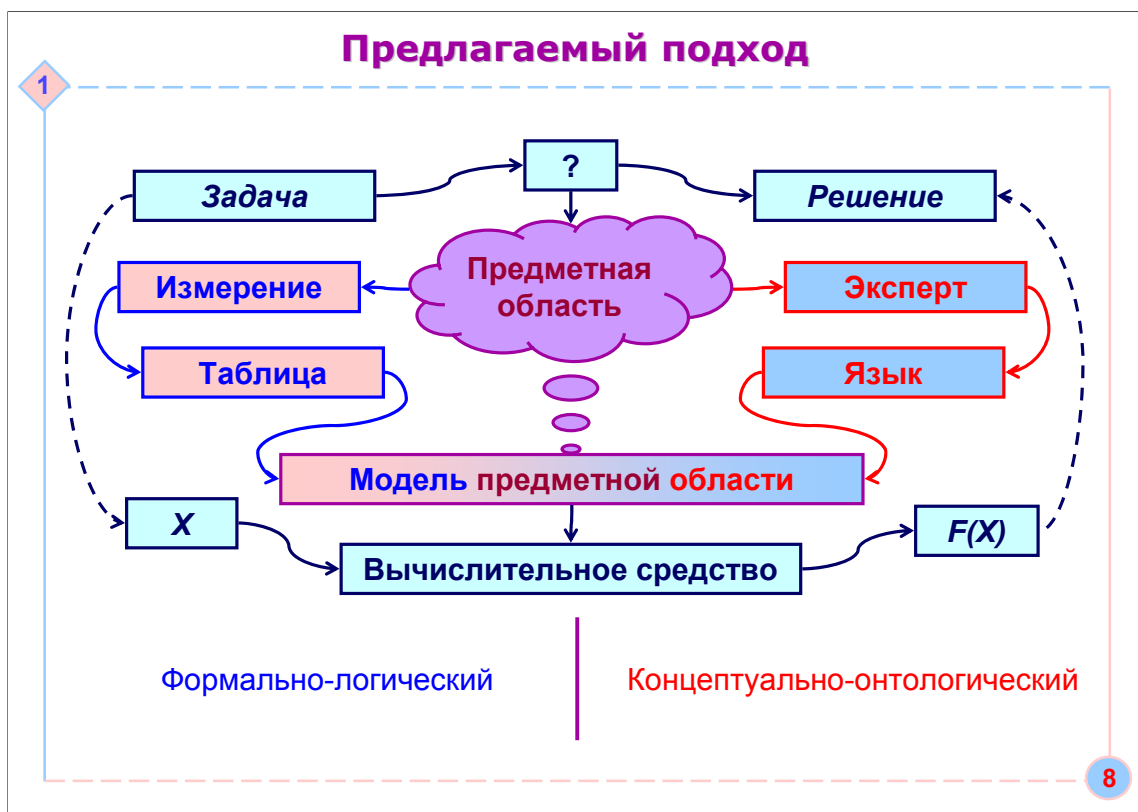 Предлагаемый подход
1
?
Задача
Решение
Предметная
область
Измерение
Эксперт
Таблица
Язык
Модель предметной области
X
F(X)
Вычислительное средство
Формально-логический
Концептуально-онтологический
8